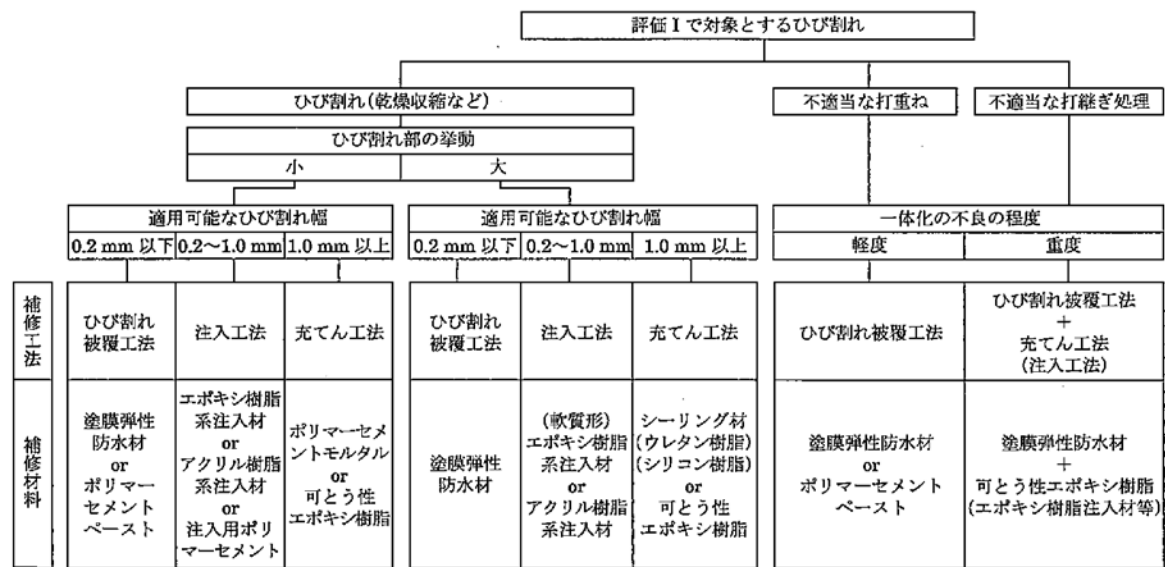 評価Ⅰで対象とするひび割れ
ひび割れ(乾燥収縮など)
不適当な打重ね
不適当な打継ぎ処理
ひび割れ部の挙動
小
大
適用可能なひび割れ幅
0.2 mm 以下
0.2～1.0 mm
1.0 mm 以上
適用可能なひび割れ幅
0.2 mm 以下
0.2～1.0 mm
1.0 mm 以上
一体化の不良の程度
軽度
重度
補修工法
ひび割れ
被覆工法
注入工法
充てん工法
ひび割れ
被覆工法
注入工法
充てん工法
ひび割れ被覆工法
ひび割れ被覆工法
+
充てん工法
(注入工法)
補修材料
塗膜弾性
防水材
or
ポリマー
セメント
ペースト
エポキシ樹脂
系注入材
or
アクリル樹脂
系注入材
or
注入用ポリ
マーセメント
ポリマーセメ
ントモルタル
or
可とう性
エポキシ樹脂
塗膜弾性
防水材
(軟質形)
エポキシ樹脂
系注入材
or
アクリル樹脂
系注入材
シーリング材
(ウレタン樹脂)
(シリコン樹脂)
or
可とう性
エポキシ樹脂
塗膜弾性防水材
or
ポリマーセメント
ペースト
塗膜弾性防水材
+
可とう性エポキシ樹脂
(エポキシ樹脂注入材等)